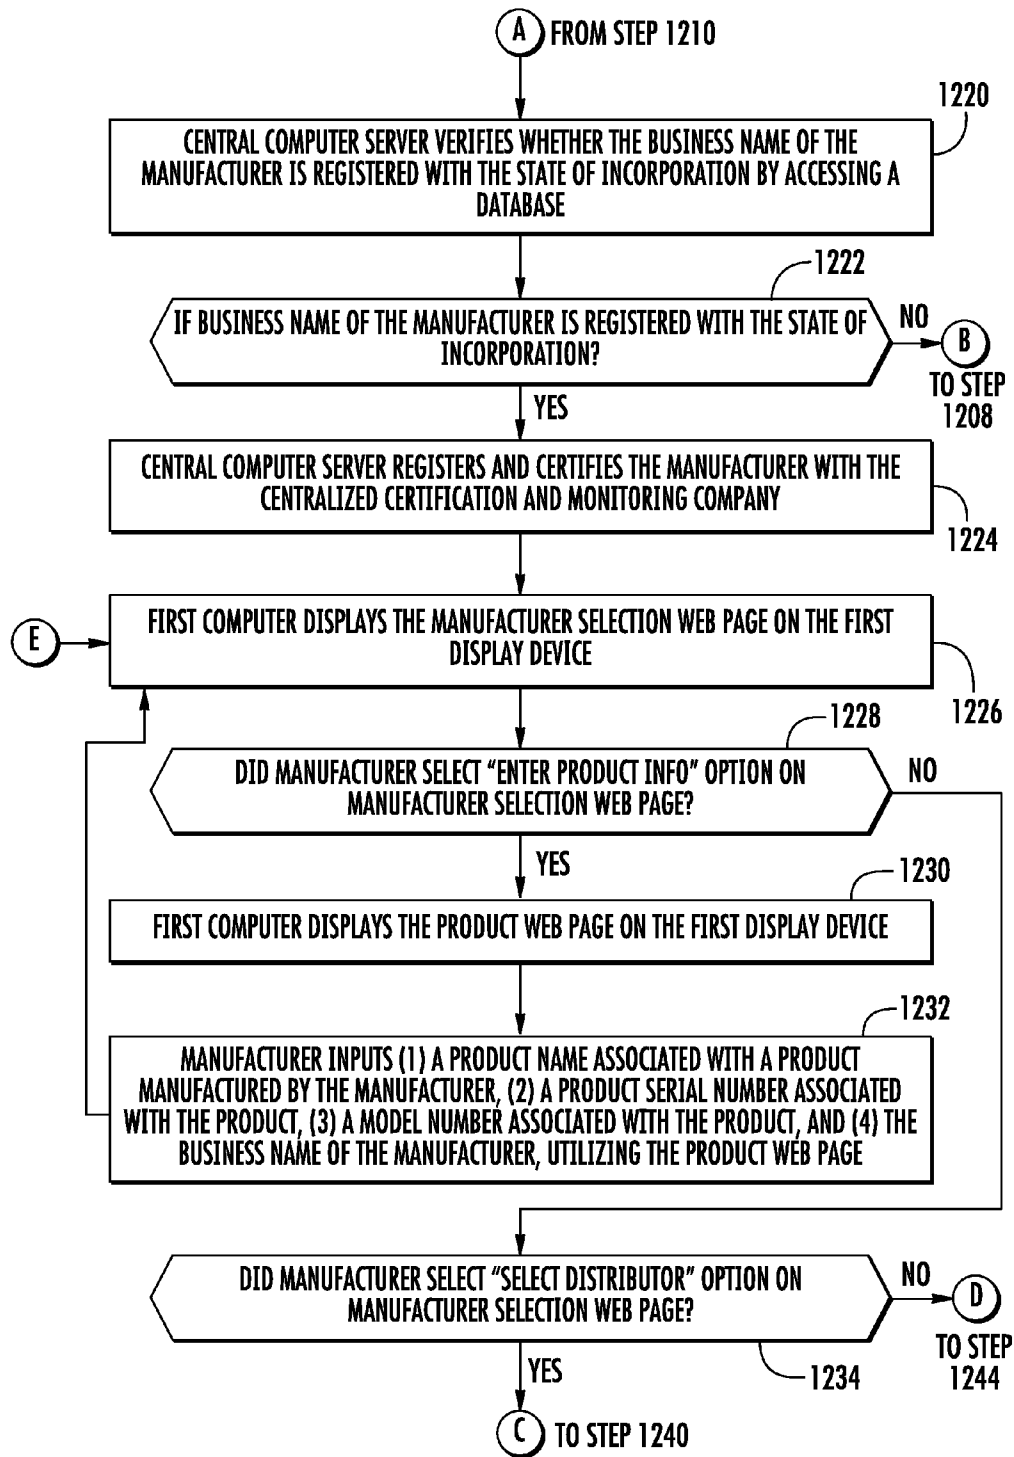 A FROM STEP 1210
1220
CENTRAL COMPUTER SERVER VERIFIES WHETHER THE BUSINESS NAME OF THE
MANUFACTURER IS REGISTERED WITH THE STATE OF INCORPORATION BY ACCESSING A
DATABASE
1222
IF BUSINESS NAME OF THE MANUFACTURER IS REGISTERED WITH THE STATE OF
INCORPORATION?
NO
B
TO STEP
1208
YES
CENTRAL COMPUTER SERVER REGISTERS AND CERTIFIES THE MANUFACTURER WITH THE
CENTRALIZED CERTIFICATION AND MONITORING COMPANY
1224
E
FIRST COMPUTER DISPLAYS THE MANUFACTURER SELECTION WEB PAGE ON THE FIRST
DISPLAY DEVICE
1226
1228
DID MANUFACTURER SELECT “ENTER PRODUCT INFO” OPTION ON
MANUFACTURER SELECTION WEB PAGE?
NO
YES
1230
FIRST COMPUTER DISPLAYS THE PRODUCT WEB PAGE ON THE FIRST DISPLAY DEVICE
1232
MANUFACTURER INPUTS (1) A PRODUCT NAME ASSOCIATED WITH A PRODUCT
MANUFACTURED BY THE MANUFACTURER, (2) A PRODUCT SERIAL NUMBER ASSOCIATED
WITH THE PRODUCT, (3) A MODEL NUMBER ASSOCIATED WITH THE PRODUCT, AND (4) THE
BUSINESS NAME OF THE MANUFACTURER, UTILIZING THE PRODUCT WEB PAGE
DID MANUFACTURER SELECT “SELECT DISTRIBUTOR” OPTION ON
MANUFACTURER SELECTION WEB PAGE?
NO
D
TO STEP
1244
1234
YES
C TO STEP 1240